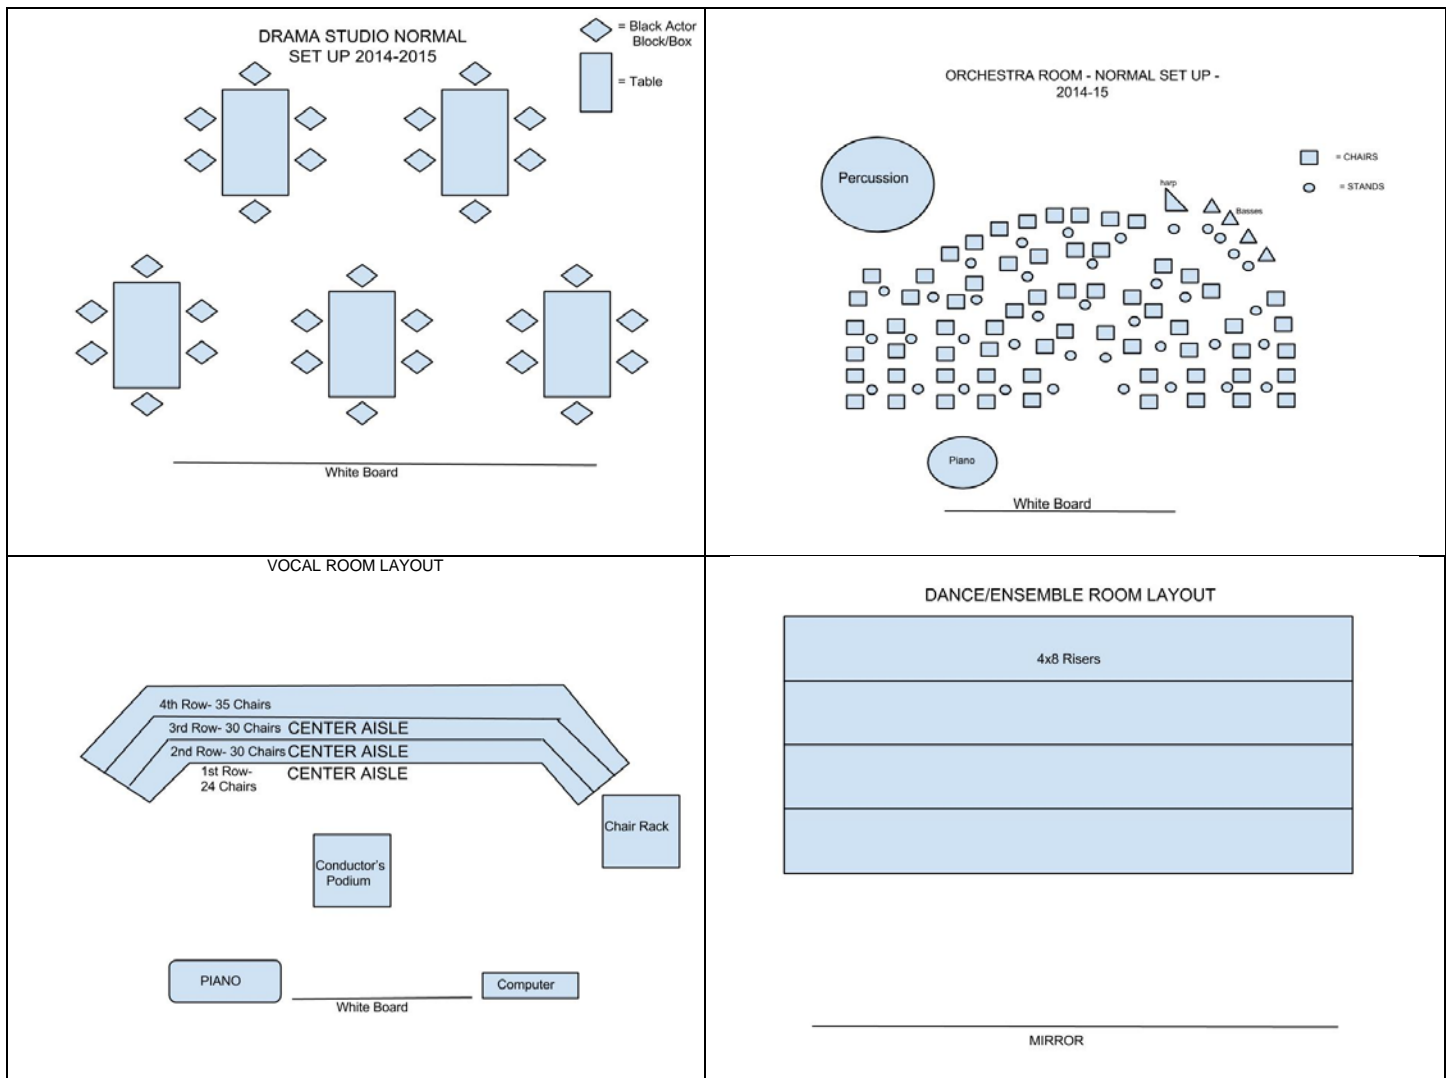 DRAMA STUDIO NORMAL
SET UP 2014-2015
= Black Actor
Block/Box
= Table
White Board
ORCHESTRA ROOM - NORMAL SET UP -
2014-15
= CHAIRS
= STANDS
Percussion
harp
Basses
Piano
White Board
VOCAL ROOM LAYOUT
4th Row- 35 Chairs
3rd Row- 30 Chairs CENTER AISLE
2nd Row- 30 Chairs CENTER AISLE
1st Row- CENTER AISLE
24 Chairs
Chair Rack
Conductor's
Podium
PIANO
Computer
White Board
DANCE/ENSEMBLE ROOM LAYOUT
4x8 Risers
MIRROR